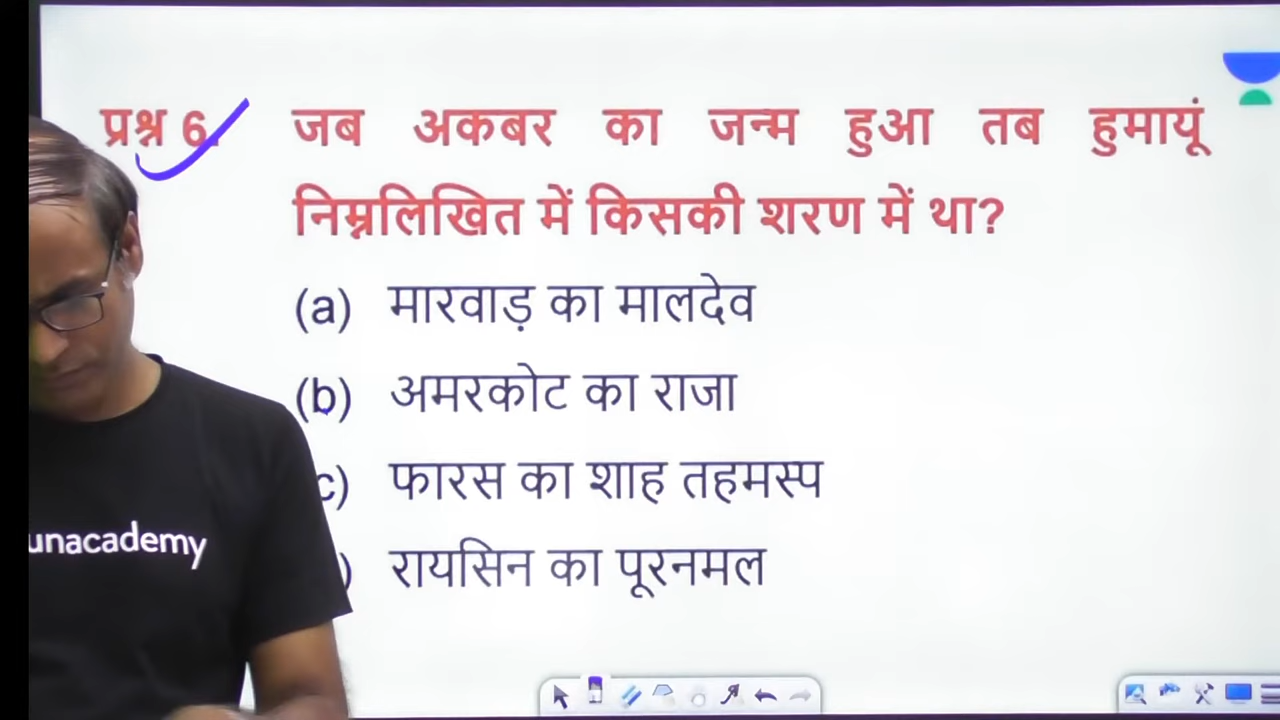 प्रश्न 6. जब अकबर का जन्म हुआ तब हुमायूं
निम्नलिखित में किसकी शरण में था?
(a) मारवाड़ का मालदेव
(b) अमरकोट का राजा
c) फारस का शाह तहमस्प
) रायसिन का पूरनमल
unacademy